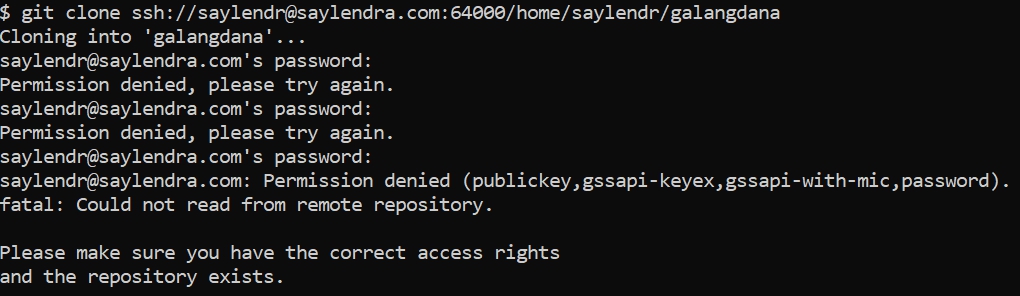 $ git clone ssh://saylendr@saylendra.com:64000/home/saylendr/galangdana
Cloning into 'galangdana'...
saylendr@saylendra.com's password:
Permission denied, please try again.
saylendr@saylendra.com's password:
Permission denied, please try again.
saylendr@saylendra.com's password:
saylendr@saylendra.com: Permission denied (publickey,gssapi-keyex,gssapi-with-mic,password).
fatal: Could not read from remote repository.
Please make sure you have the correct access rights
and the repository exists.